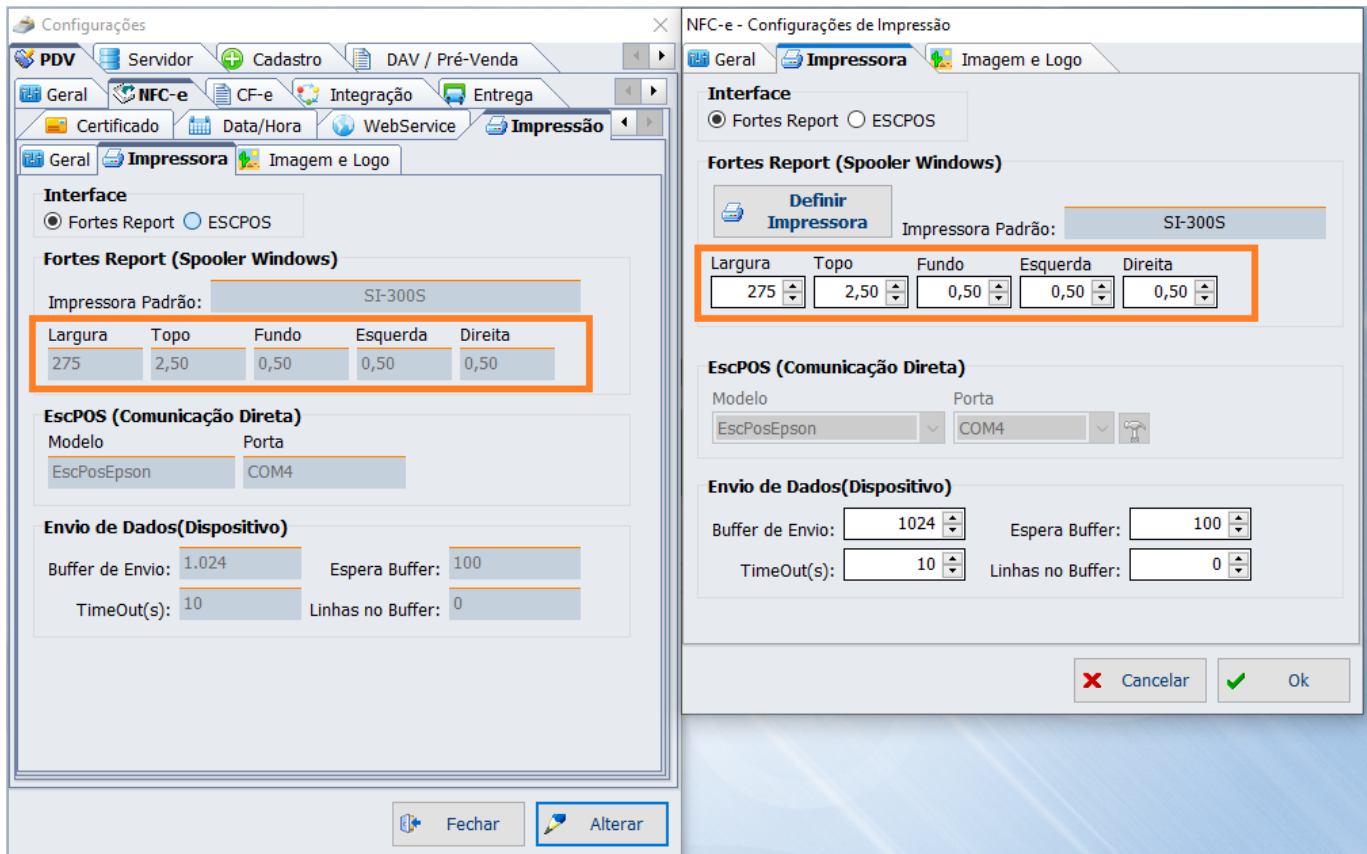 Configurações
PDV Servidor Cadastro DAV / Pré-Venda
Geral NFC-e CF-e Integração Entrega
Certificado Data/Hora WebService Impressão
Geral Impressora Imagem e Logo
Interface
Fortes Report ESCPOS
Fortes Report (Spooler Windows)
Impressora Padrão: SI-300S
Largura Topo Fundo Esquerda Direita
275 2,50 0,50 0,50 0,50
EscPOS (Comunicação Direta)
Modelo Porta
EscPosEpson COM4
Envio de Dados(Dispositivo)
Buffer de Envio: 1.024 Espera Buffer: 100
TimeOut(s): 10 Linhas no Buffer: 0
Fechar Alterar
NFC-e - Configurações de Impressão
Geral Impressora Imagem e Logo
Interface
Fortes Report ESCPOS
Fortes Report (Spooler Windows)
Definir
Impressora Impressora Padrão: SI-300S
Largura Topo Fundo Esquerda Direita
275 2,50 0,50 0,50 0,50
EscPOS (Comunicação Direta)
Modelo Porta
EscPosEpson COM4
Envio de Dados(Dispositivo)
Buffer de Envio: 1024 Espera Buffer: 100
TimeOut(s): 10 Linhas no Buffer: 0
Cancelar Ok